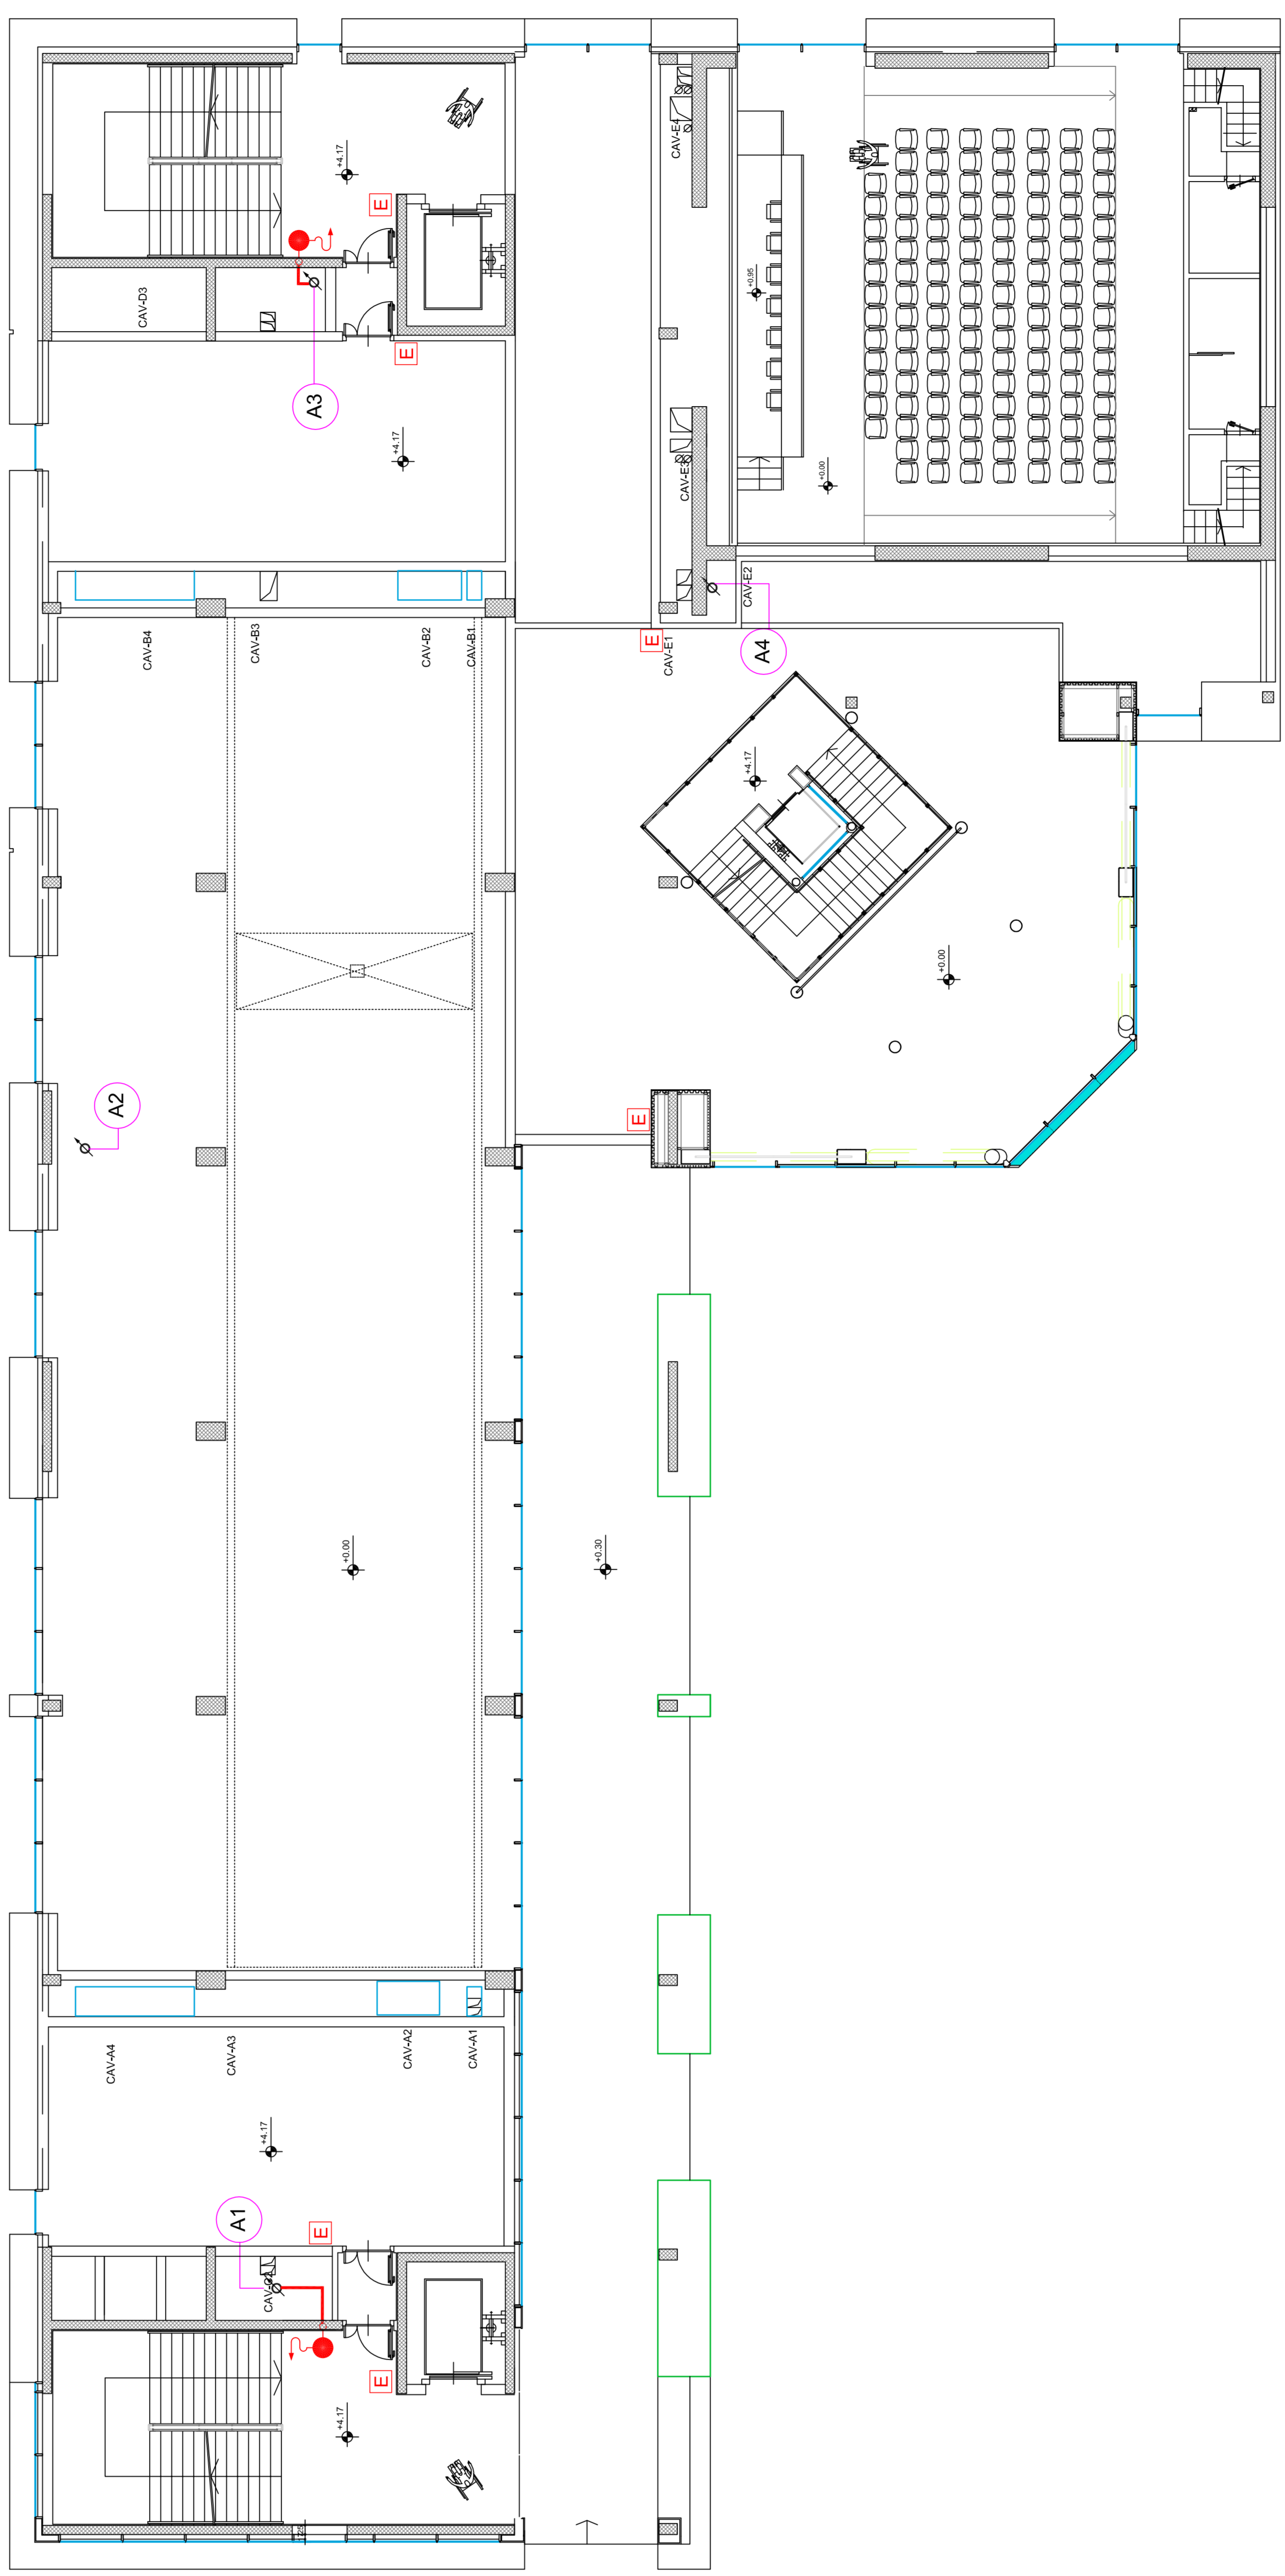 CAV-E4
+4.17
E
+0.95
CAV-D3
E
A3
+4.17
CAV-E3
+0.00
CAV-E2
CAV-B4
CAV-B3
CAV-B2
CAV-B1
E
CAV-E1
A4
+4.17
+0.00
A2
E
+0.00
+0.30
CAV-A4
CAV-A3
CAV-A2
CAV-A1
+4.17
A1
E
E
+4.17